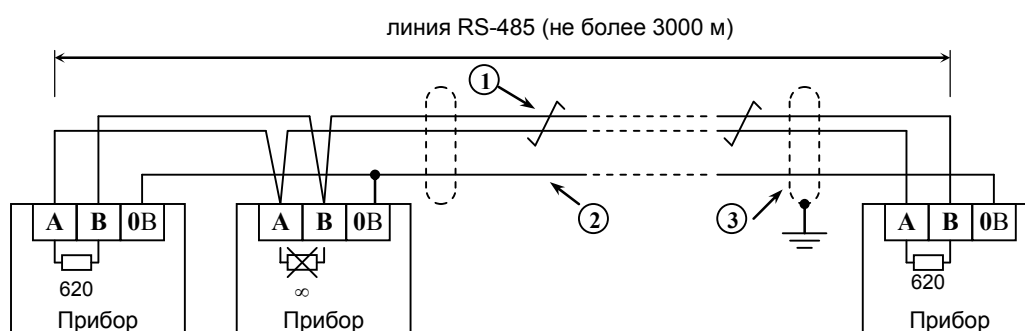 линия RS-485 (не более 3000 м)
1
2
3
A B 0В
A B 0В
A B 0В
620
∞
620
Прибор
Прибор
Прибор